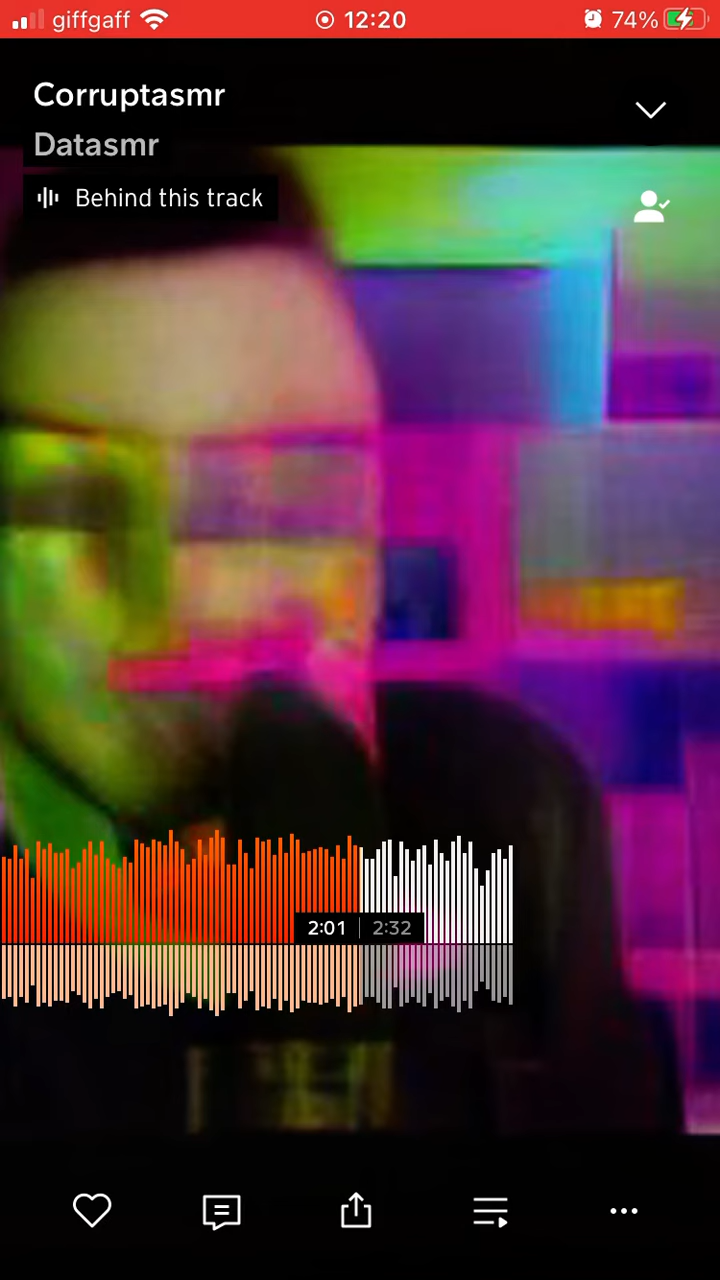 giffgaff 12:20 74%
Corruptasmr
Datasmr
Behind this track
2:01 2:32